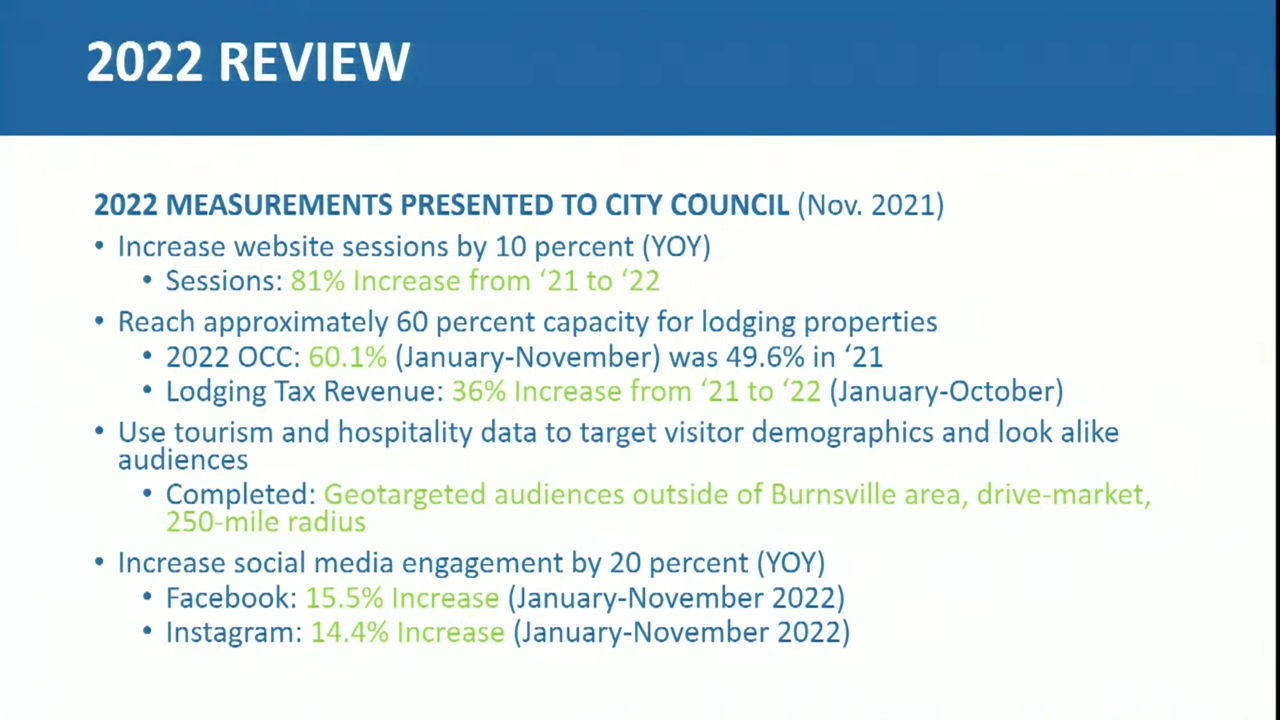 2022 REVIEW
2022 MEASUREMENTS PRESENTED TO CITY COUNCIL (Nov. 2021)
• Increase website sessions by 10 percent (YOY)
• Sessions: 81% Increase from ‘21 to ‘22
• Reach approximately 60 percent capacity for lodging properties
• 2022 OCC: 60.1% (January-November) was 49.6% in ‘21
• Lodging Tax Revenue: 36% Increase from ‘21 to ‘22 (January-October)
• Use tourism and hospitality data to target visitor demographics and look alike
audiences
• Completed: Geotargeted audiences outside of Burnsville area, drive-market,
250-mile radius
• Increase social media engagement by 20 percent (YOY)
• Facebook: 15.5% Increase (January-November 2022)
• Instagram: 14.4% Increase (January-November 2022)